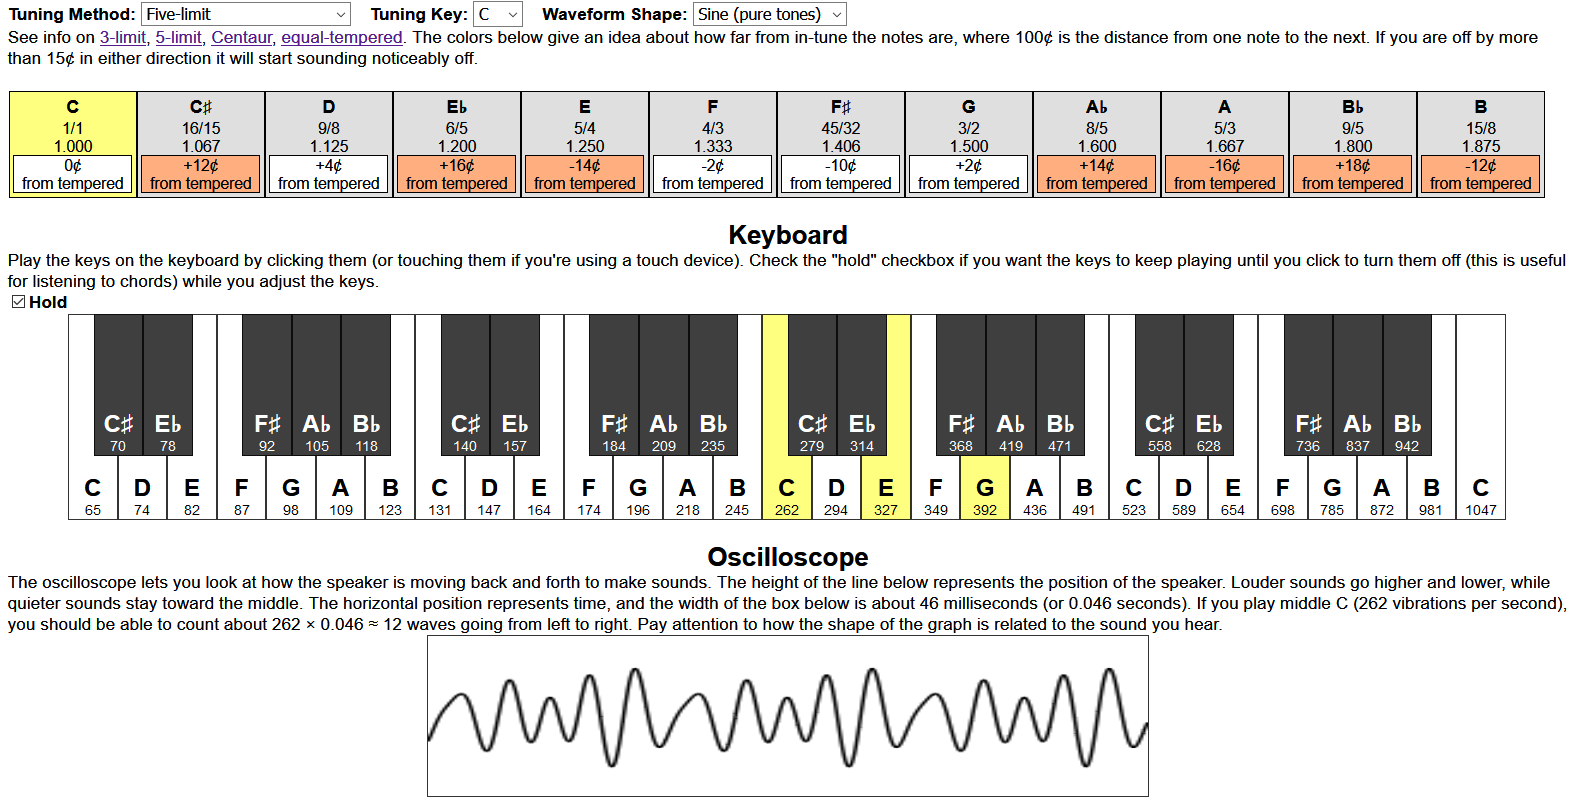 Tuning Method: Five-limit Tuning Key: C Waveform Shape: Sine (pure tones)
See info on 3-limit, 5-limit, Centaur, equal-tempered. The colors below give an idea about how far from in-tune the notes are, where 100¢ is the distance from one note to the next. If you are off by more
than 15¢ in either direction it will start sounding noticeably off.
C C♯ D E♭ E F F♯ G A♭ A B♭ B
1/1 16/15 9/8 6/5 5/4 4/3 45/32 3/2 8/5 5/3 9/5 15/8
1.000 1.067 1.125 1.200 1.250 1.333 1.406 1.500 1.600 1.667 1.800 1.875
0¢ +12¢ +4¢ +16¢ -14¢ -2¢ -10¢ +2¢ +14¢ -16¢ +18¢ -12¢
from tempered from tempered from tempered from tempered from tempered from tempered from tempered from tempered from tempered from tempered from tempered from tempered
Keyboard
Play the keys on the keyboard by clicking them (or touching them if you're using a touch device). Check the "hold" checkbox if you want the keys to keep playing until you click to turn them off (this is useful
for listening to chords) while you adjust the keys.
Hold
C♯ E♭ F♯ A♭ B♭ C♯ E♭ F♯ A♭ B♭ C♯ E♭ F♯ A♭ B♭ C♯ E♭ F♯ A♭ B♭
70 78 92 105 118 140 157 184 209 235 279 314 368 419 471 558 628 736 837 942
C D E F G A B C D E F G A B C D E F G A B C D E F G A B C
65 74 82 87 98 109 123 131 147 164 174 196 218 245 262 294 327 349 392 436 491 523 589 654 698 785 872 981 1047
Oscilloscope
The oscilloscope lets you look at how the speaker is moving back and forth to make sounds. The height of the line below represents the position of the speaker. Louder sounds go higher and lower, while
quieter sounds stay toward the middle. The horizontal position represents time, and the width of the box below is about 46 milliseconds (or 0.046 seconds). If you play middle C (262 vibrations per second),
you should be able to count about 262 × 0.046 ≈ 12 waves going from left to right. Pay attention to how the shape of the graph is related to the sound you hear.